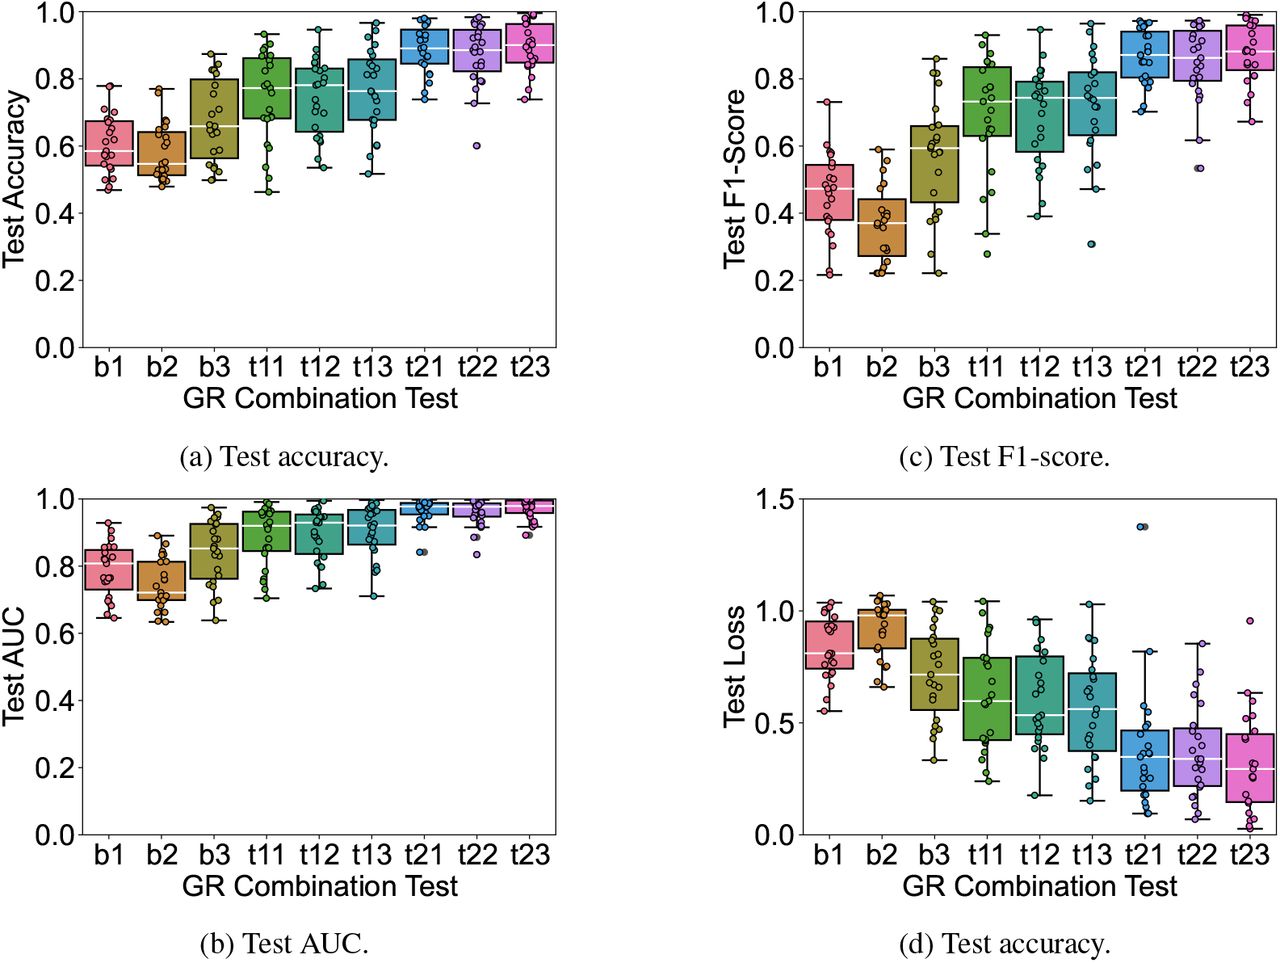 1.0
0.8
0.6
0.4
0.2
0.0
Test Accuracy
b1 b2 b3 t11 t12 t13 t21 t22 t23
GR Combination Test
(a) Test accuracy.
1.0
0.8
0.6
0.4
0.2
0.0
Test F1-Score
b1 b2 b3 t11 t12 t13 t21 t22 t23
GR Combination Test
(c) Test F1-score.
1.0
0.8
0.6
0.4
0.2
0.0
Test AUC
b1 b2 b3 t11 t12 t13 t21 t22 t23
GR Combination Test
(b) Test AUC.
1.5
1.0
0.5
0.0
Test Loss
b1 b2 b3 t11 t12 t13 t21 t22 t23
GR Combination Test
(d) Test accuracy.